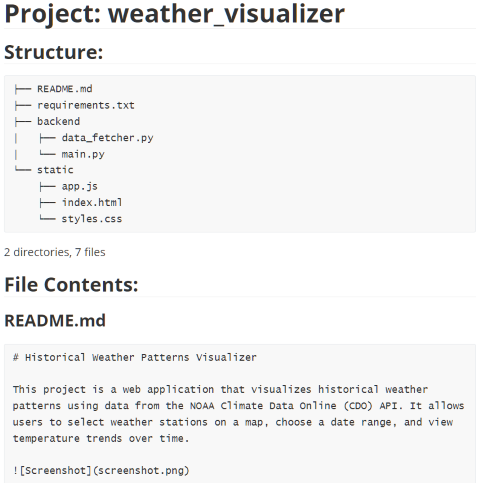 Project: weather_visualizer
Structure:
├── README.md
├── requirements.txt
├── backend
│   ├── data_fetcher.py
│   └── main.py
└── static
    ├── app.js
    ├── index.html
    └── styles.css
2 directories, 7 files
File Contents:
README.md
# Historical Weather Patterns Visualizer
This project is a web application that visualizes historical weather
patterns using data from the NOAA Climate Data Online (CDO) API. It allows
users to select weather stations on a map, choose a date range, and view
temperature trends over time.
![Screenshot](screenshot.png)